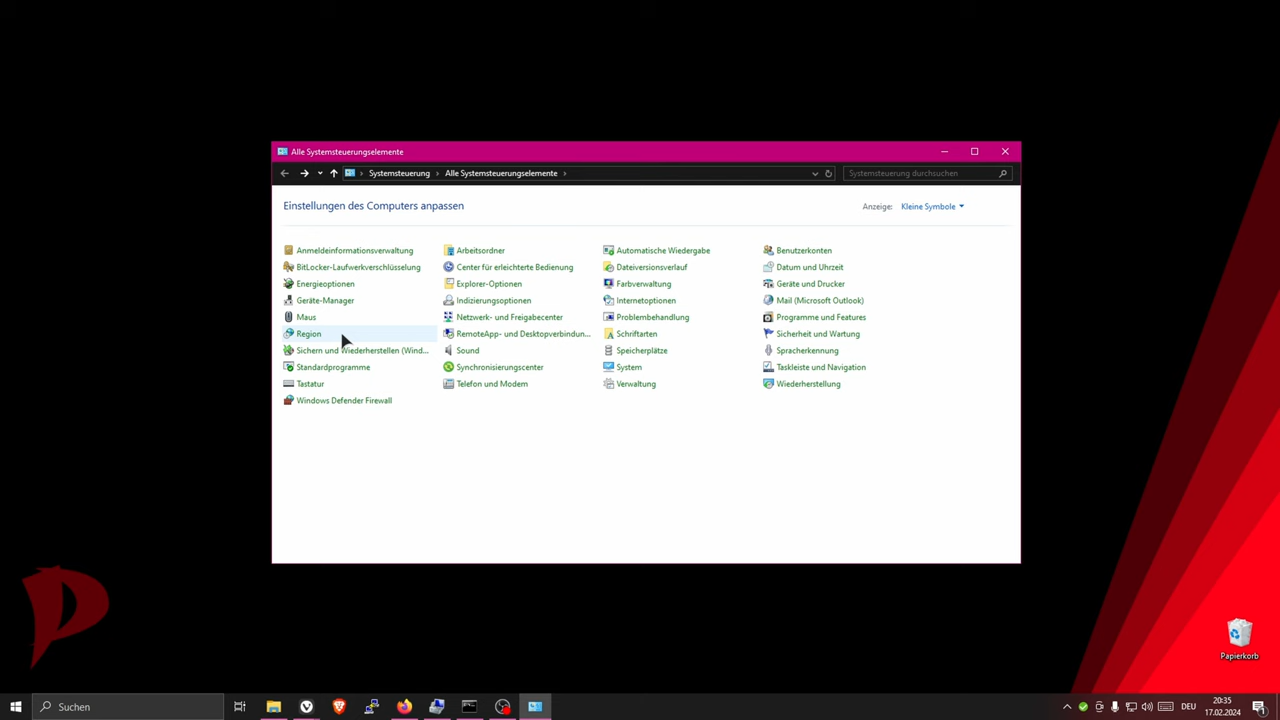 Alle Systemsteuerungselemente
Systemsteuerung Alle Systemsteuerungselemente Systemsteuerung durchsuchen
Einstellungen des Computers anpassen Anzeige: Kleine Symbole
Anmeldeinformationsverwaltung Arbeitsordner Automatische Wiedergabe Benutzerkonten
BitLocker-Laufwerkverschlüsselung Center für erleichterte Bedienung Dateiversionsverlauf Datum und Uhrzeit
Energieoptionen Explorer-Optionen Farbverwaltung Geräte und Drucker
Geräte-Manager Indizierungsoptionen Internetoptionen Mail (Microsoft Outlook)
Maus Netzwerk- und Freigabecenter Problembehandlung Programme und Features
Region RemoteApp- und Desktopverbindun... Schriftarten Sicherheit und Wartung
Sichern und Wiederherstellen (Wind... Sound Speicherplätze Spracherkennung
Standardprogramme Synchronisierungscenter System Taskleiste und Navigation
Tastatur Telefon und Modem Verwaltung Wiederherstellung
Windows Defender Firewall
P
Papierkorb
Suchen DEU 20:35
17.02.2024 1